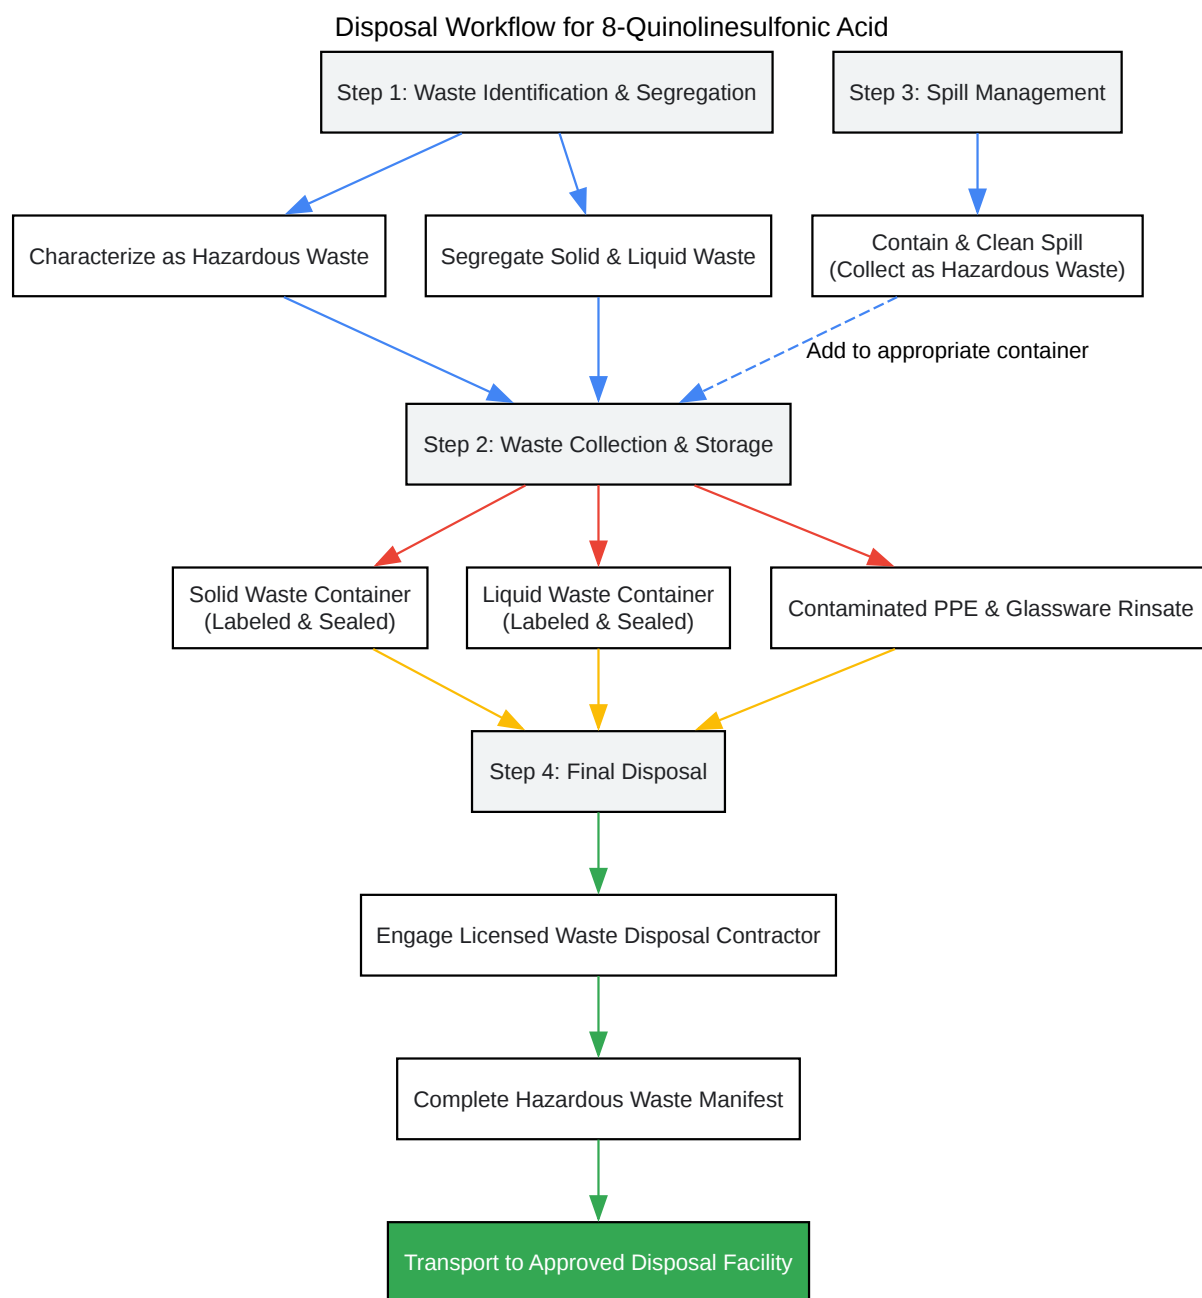 Disposal Workflow for 8-Quinolinesulfonic Acid
Step 1: Waste Identification & Segregation
Step 3: Spill Management
Characterize as Hazardous Waste
Segregate Solid & Liquid Waste
Contain & Clean Spill
(Collect as Hazardous Waste)
Add to appropriate container
Step 2: Waste Collection & Storage
Solid Waste Container
(Labeled & Sealed)
Liquid Waste Container
(Labeled & Sealed)
Contaminated PPE & Glassware Rinsate
Step 4: Final Disposal
Engage Licensed Waste Disposal Contractor
Complete Hazardous Waste Manifest
Transport to Approved Disposal Facility